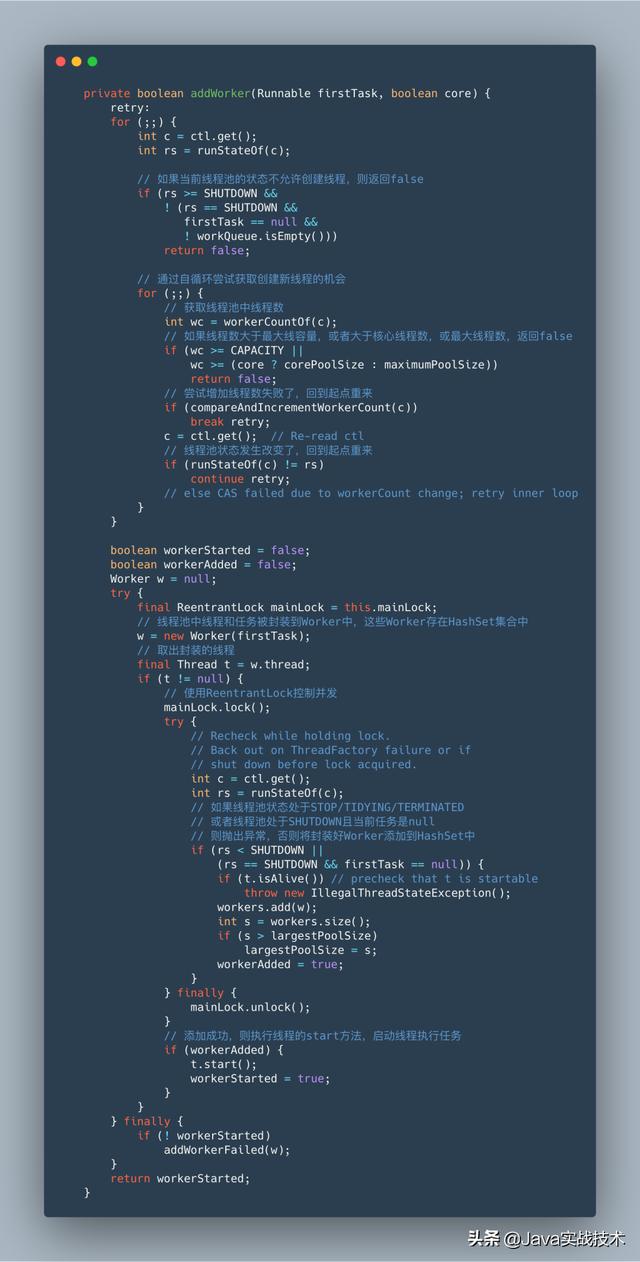 private boolean addWorker(Runnable firstTask, boolean core) {
    retry:
    for (;;) {
        int c = ctl.get();
        int rs = runStateOf(c);

        // 如果当前线程池的状态不允许创建线程，则返回false
        if (rs >= SHUTDOWN &&
            ! (rs == SHUTDOWN &&
               firstTask == null &&
               ! workQueue.isEmpty()))
            return false;

        // 通过自循环尝试获取创建新线程的机会
        for (;;) {
            // 获取线程池中线程数
            int wc = workerCountOf(c);
            // 如果线程数大于最大线容量，或者大于核心线程数，或最大线程数，返回false
            if (wc >= CAPACITY ||
                wc >= (core ? corePoolSize : maximumPoolSize))
                return false;
            // 尝试增加线程数失败了，回到起点重来
            if (compareAndIncrementWorkerCount(c))
                break retry;
            c = ctl.get();  // Re-read ctl
            // 线程池状态发生改变了，回到起点重来
            if (runStateOf(c) != rs)
                continue retry;
            // else CAS failed due to workerCount change; retry inner loop
        }
    }

    boolean workerStarted = false;
    boolean workerAdded = false;
    Worker w = null;
    try {
        final ReentrantLock mainLock = this.mainLock;
        // 线程池中线程和任务被封装到Worker中，这些Worker存在HashSet集合中
        w = new Worker(firstTask);
        // 取出封装的线程
        final Thread t = w.thread;
        if (t != null) {
            // 使用ReentrantLock控制并发
            mainLock.lock();
            try {
                // Recheck while holding lock.
                // Back out on ThreadFactory failure or if
                // shut down before lock acquired.
                int c = ctl.get();
                int rs = runStateOf(c);
                // 如果线程池状态处于STOP/TIDYING/TERMINATED
                // 或者线程池处于SHUTDOWN且当前任务是null
                // 则抛出异常，否则将封装好Worker添加到HashSet中
                if (rs < SHUTDOWN ||
                    (rs == SHUTDOWN && firstTask == null)) {
                    if (t.isAlive()) // precheck that t is startable
                        throw new IllegalThreadStateException();
                    workers.add(w);
                    int s = workers.size();
                    if (s > largestPoolSize)
                        largestPoolSize = s;
                    workerAdded = true;
                }
            } finally {
                mainLock.unlock();
            }
            // 添加成功，则执行线程的start方法，启动线程执行任务
            if (workerAdded) {
                t.start();
                workerStarted = true;
            }
        }
    } finally {
        if (! workerStarted)
            addWorkerFailed(w);
    }
    return workerStarted;
}
头条 @Java实战技术